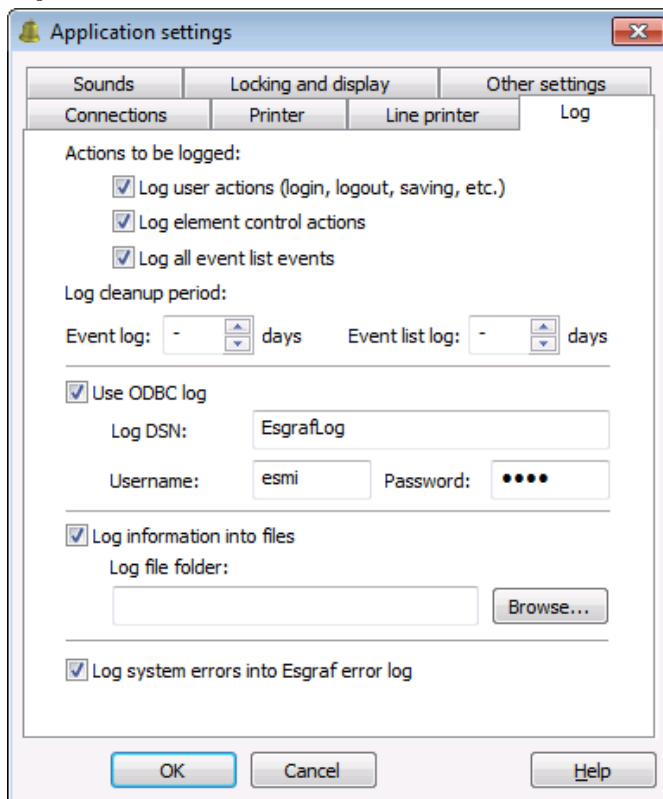 Application settings
Sounds Locking and display Other settings
Connections Printer Line printer Log
Actions to be logged:
Log user actions (login, logout, saving, etc.)
Log element control actions
Log all event list events
Log cleanup period:
Event log: - days Event list log: - days
Use ODBC log
Log DSN: EsgrafLog
Username: esmi Password: ••••
Log information into files
Log file folder:
Browse...
Log system errors into Esgraf error log
OK Cancel Help